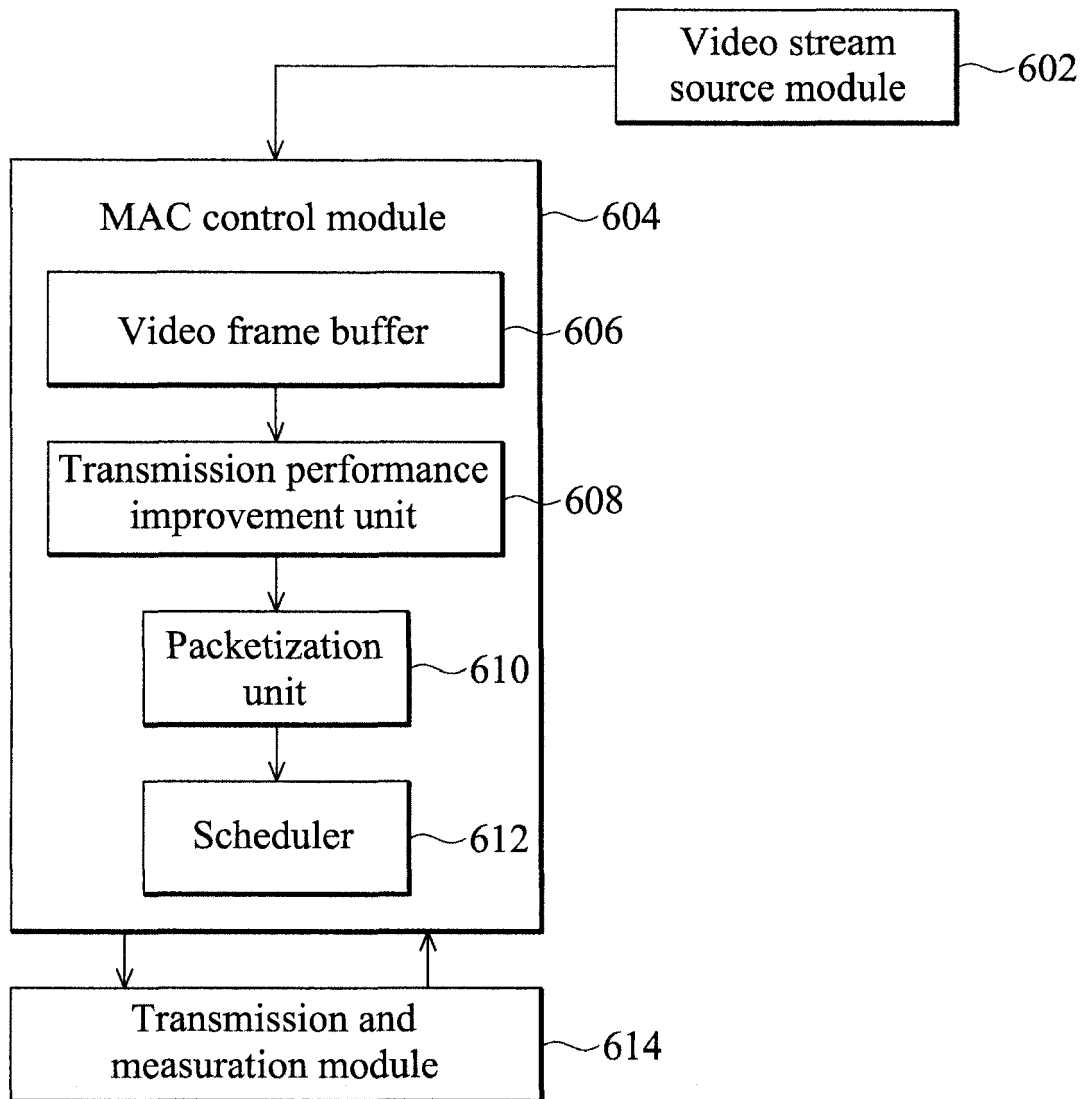 Video stream
source module
602
MAC control module
604
Video frame buffer
606
Transmission performance
improvement unit
608
Packetization
unit
610
Scheduler
612
Transmission and
measuration module
614